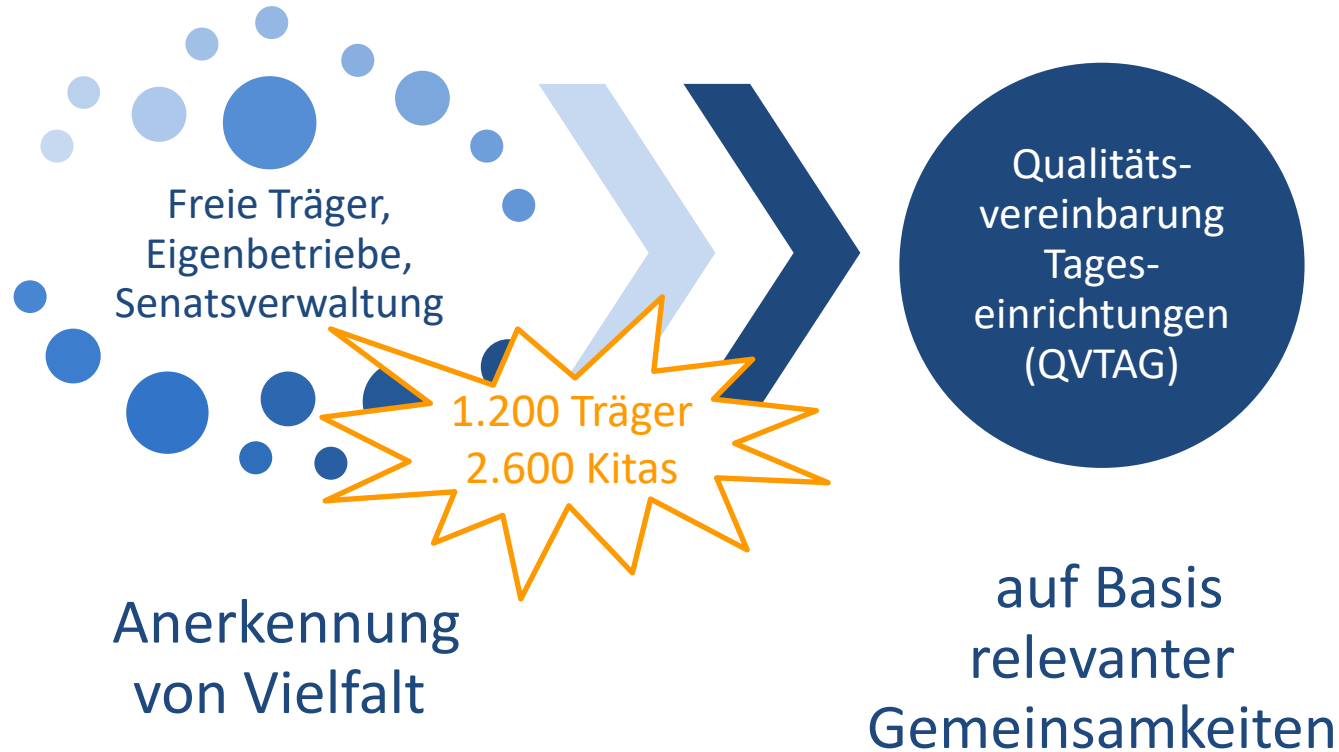 Freie Träger,
Eigenbetriebe,
Senatsverwaltung
1.200 Träger
2.600 Kitas
Anerkennung
von Vielfalt
Qualitäts-
vereinbarung
Tages-
einrichtungen
(QVTAG)
auf Basis
relevanter
Gemeinsamkeiten